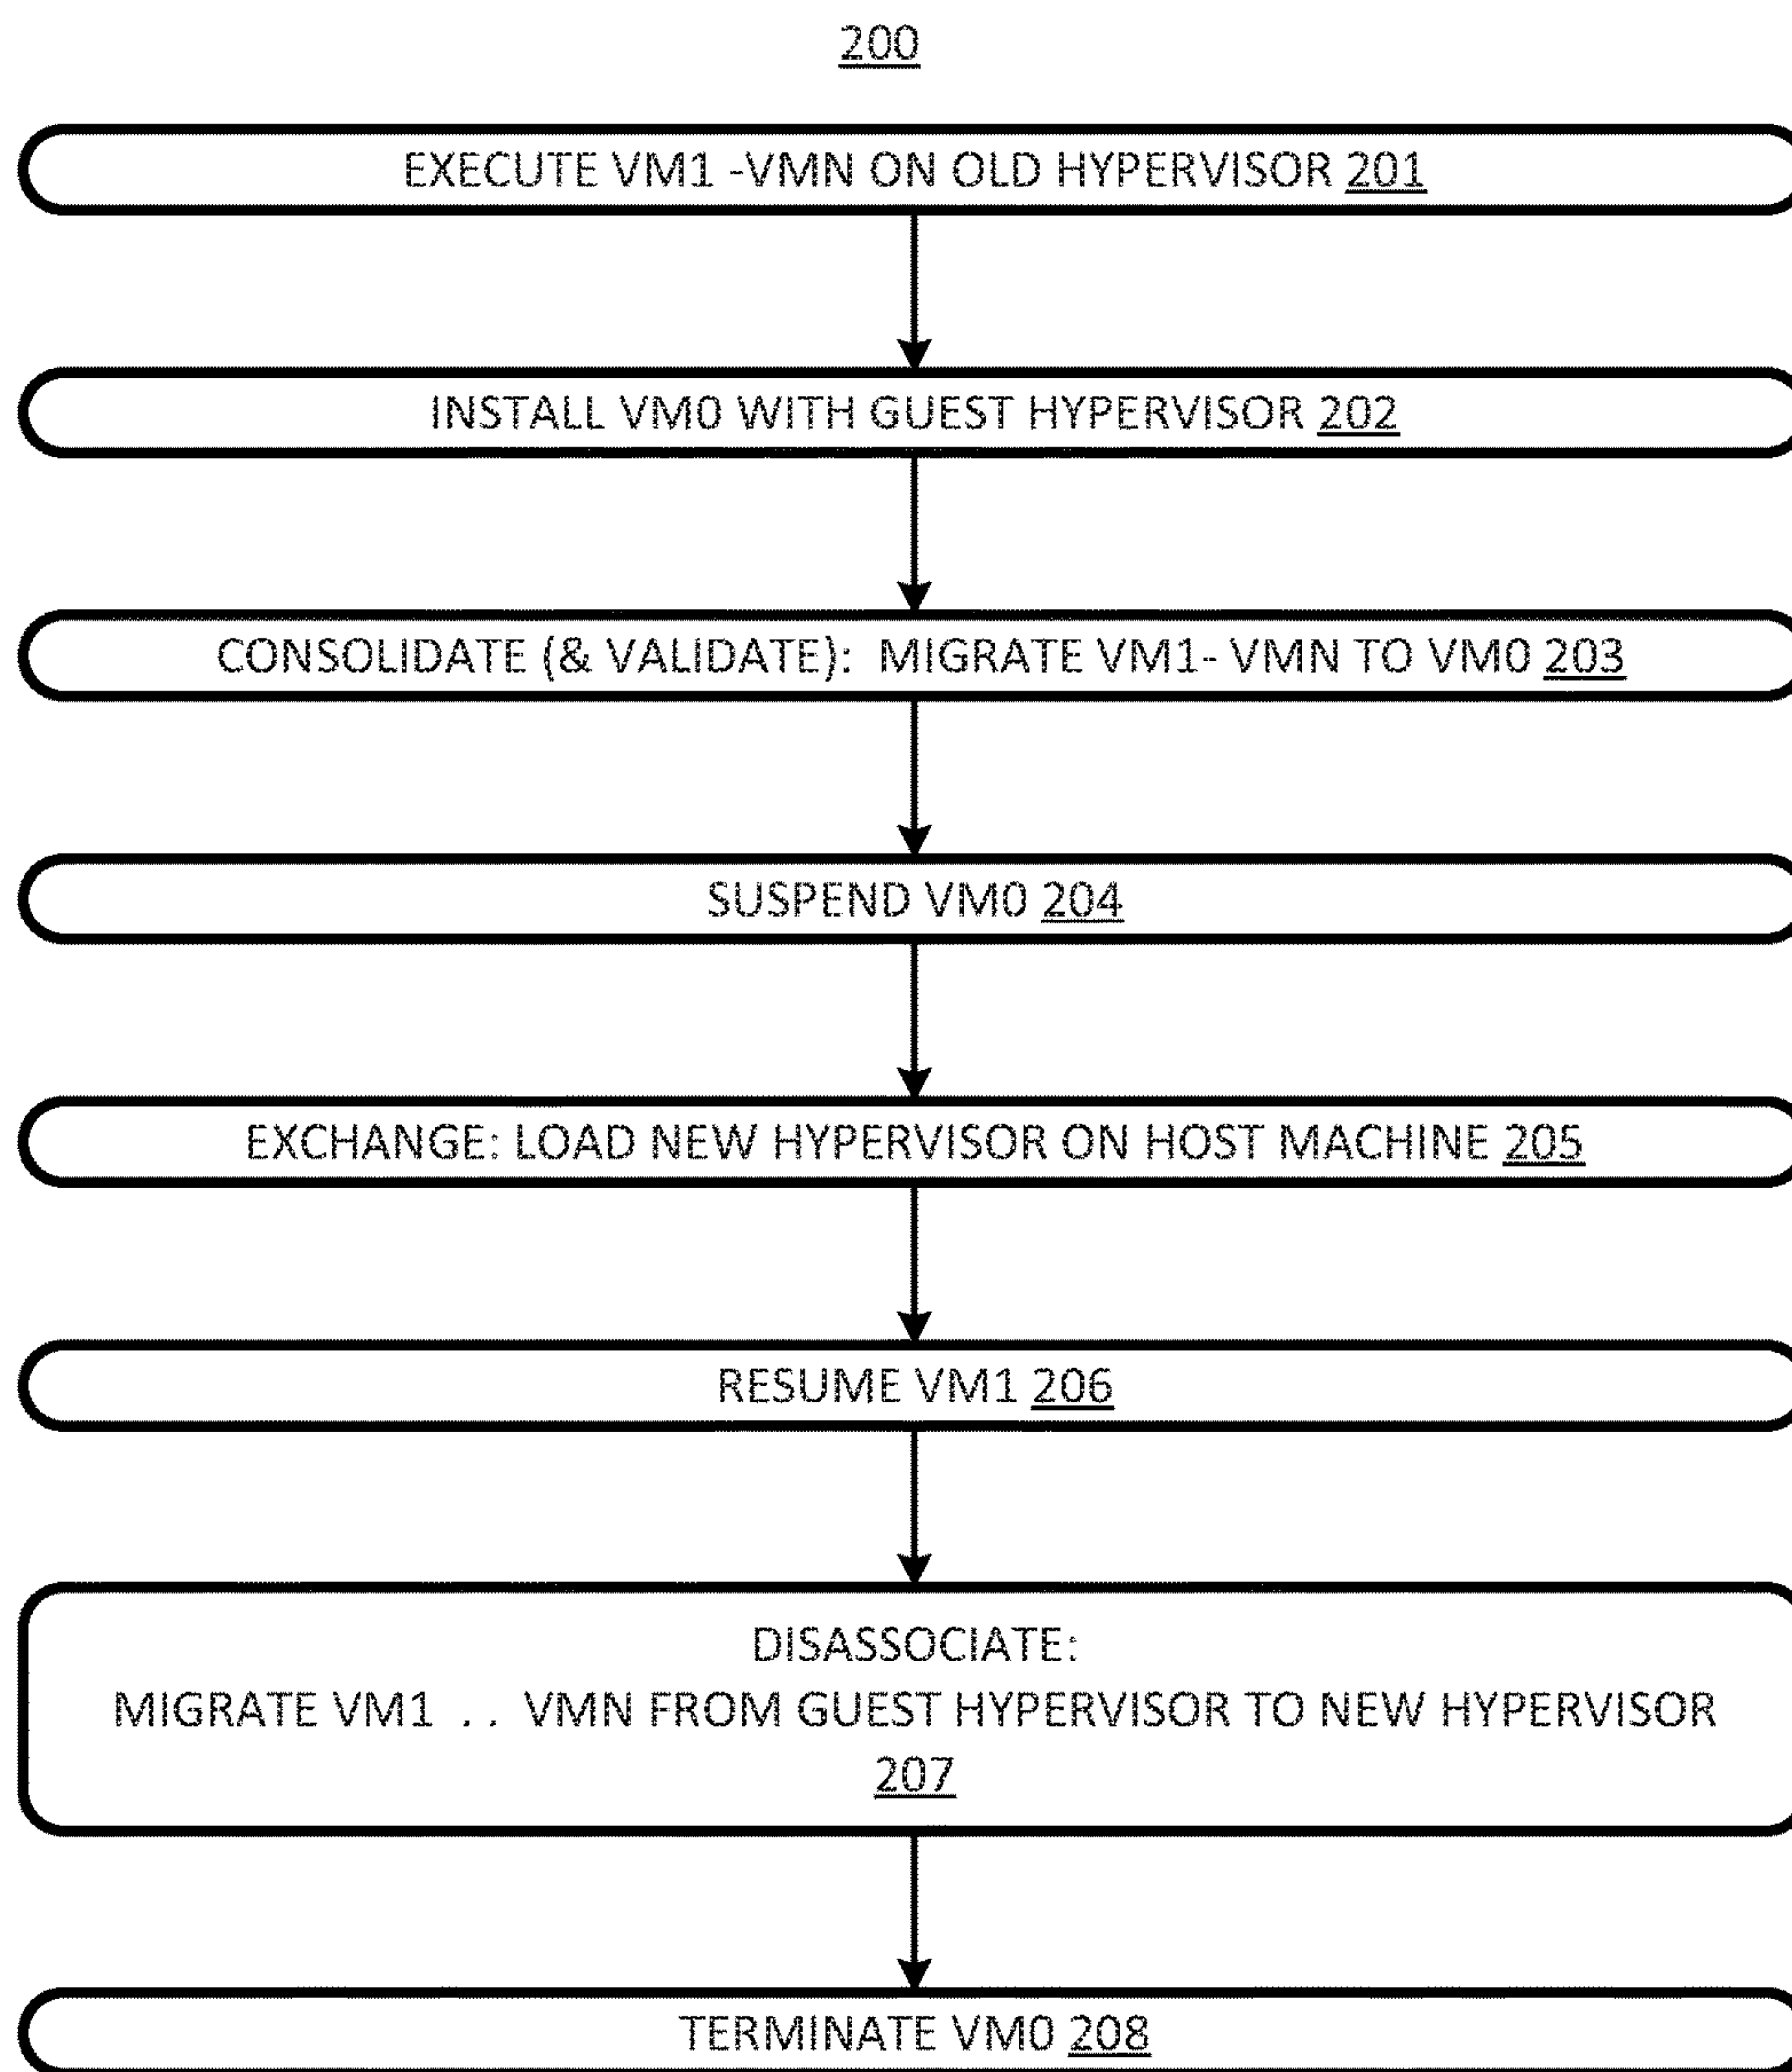 200
EXECUTE VM1 -VMN ON OLD HYPERVISOR 201
INSTALL VM0 WITH GUEST HYPERVISOR 202
CONSOLIDATE (& VALIDATE): MIGRATE VM1- VMN TO VM0 203
SUSPEND VM0 204
EXCHANGE: LOAD NEW HYPERVISOR ON HOST MACHINE 205
RESUME VM1 206
DISASSOCIATE:
MIGRATE VM1 . . VMN FROM GUEST HYPERVISOR TO NEW HYPERVISOR
207
TERMINATE VM0 208